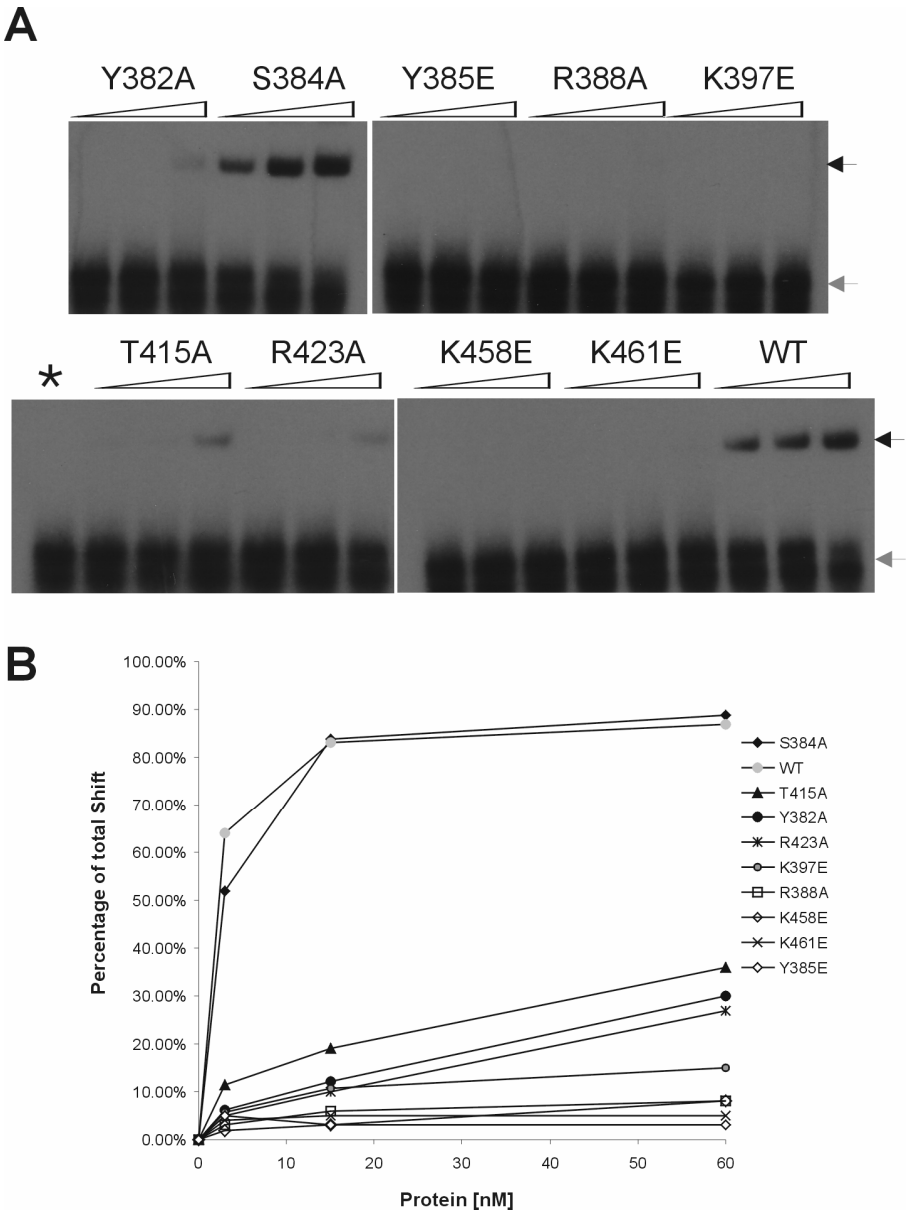 A
Y382A S384A Y385E R388A K397E
* T415A R423A K458E K461E WT
B
100.00%
90.00%
80.00%
70.00%
60.00%
50.00%
40.00%
30.00%
20.00%
10.00%
0.00%
Percentage of total Shift
0 10 20 30 40 50 60
Protein [nM]
S384A
WT
T415A
Y382A
R423A
K397E
R388A
K458E
K461E
Y385E